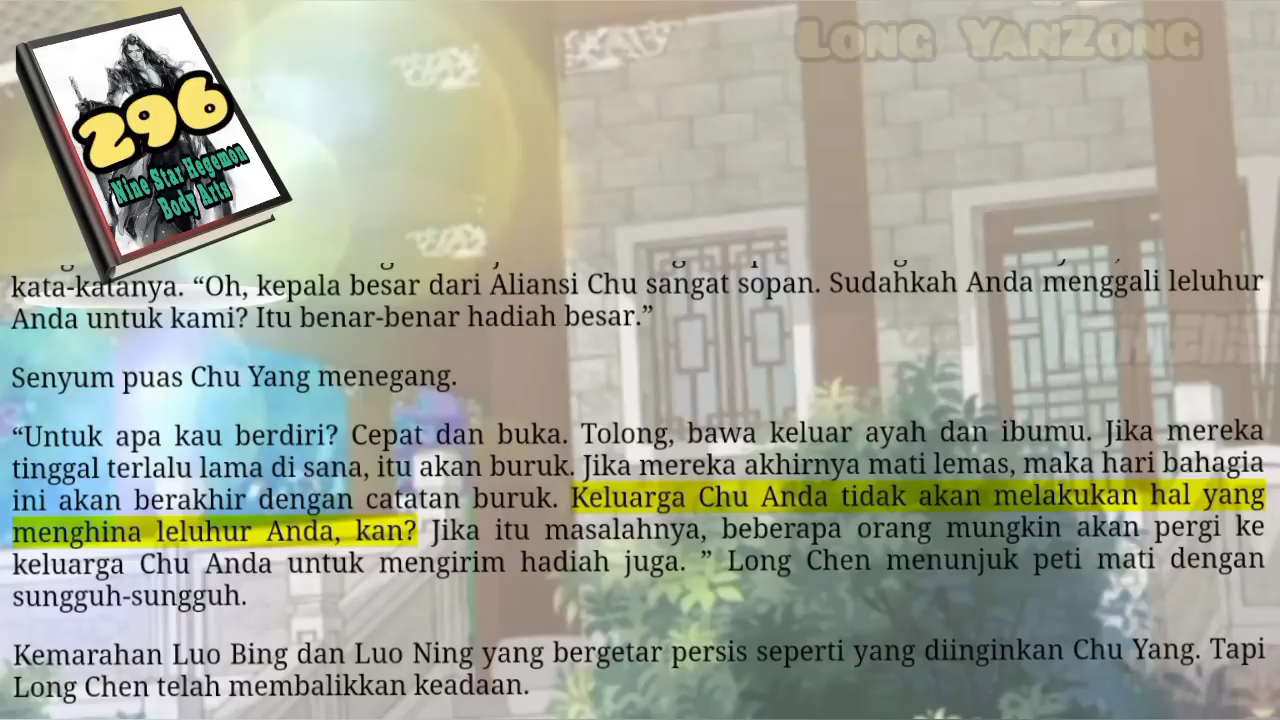 Long YanZong
296
Nine Star Hegemon
Body Arts
kata-katanya. “Oh, kepala besar dari Aliansi Chu sangat sopan. Sudahkah Anda menggali leluhur
Anda untuk kami? Itu benar-benar hadiah besar.”
Senyum puas Chu Yang menegang.
“Untuk apa kau berdiri? Cepat dan buka. Tolong, bawa keluar ayah dan ibumu. Jika mereka
tinggal terlalu lama di sana, itu akan buruk. Jika mereka akhirnya mati lemas, maka hari bahagia
ini akan berakhir dengan catatan buruk. Keluarga Chu Anda tidak akan melakukan hal yang
menghina leluhur Anda, kan? Jika itu masalahnya, beberapa orang mungkin akan pergi ke
keluarga Chu Anda untuk mengirim hadiah juga. ” Long Chen menunjuk peti mati dengan
sungguh-sungguh.
Kemarahan Luo Bing dan Luo Ning yang bergetar persis seperti yang diinginkan Chu Yang. Tapi
Long Chen telah membalikkan keadaan.